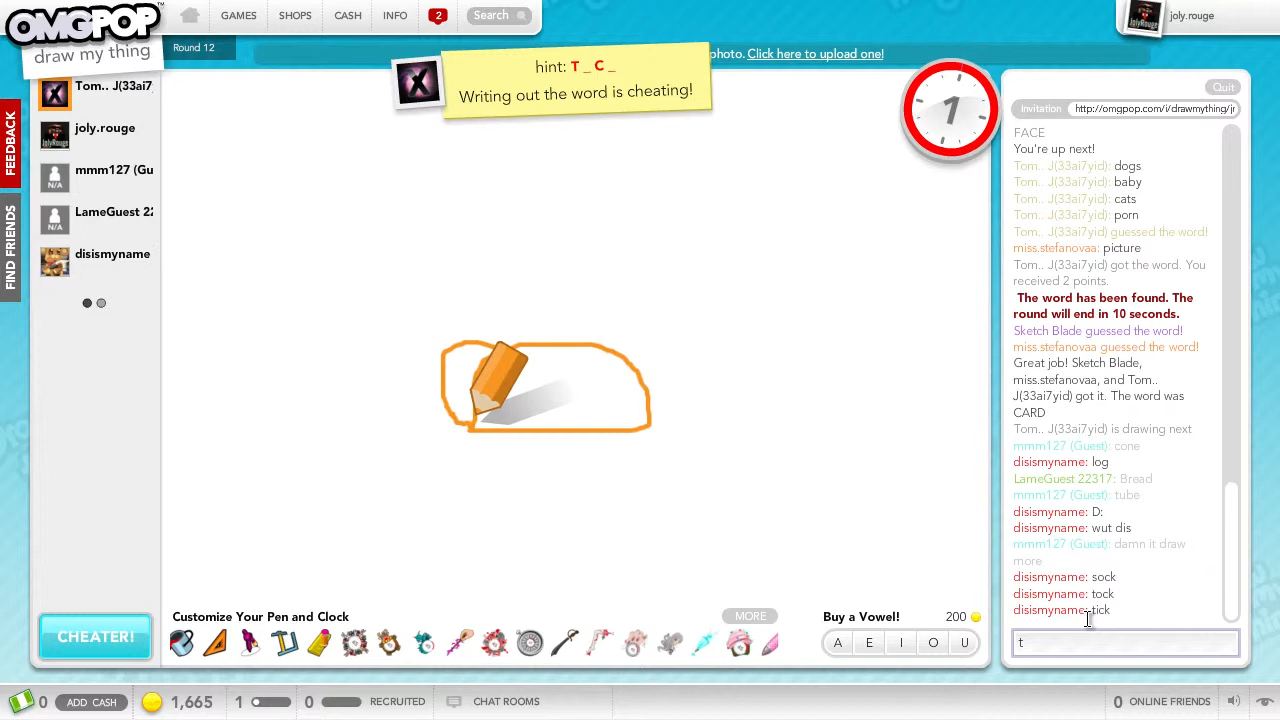 OMGPOP™
draw my thing
GAMES
SHOPS
CASH
INFO
2
Search
JolyRouge
joly.rouge
Round 12
photo. Click here to upload one!
hint: T _ C _
Writing out the word is cheating!
1
FEEDBACK
FIND FRIENDS
X
Tom.. J(33ai7
joly.rouge
N/A
mmm127 (Gu
N/A
LameGuest 22
disismyname
CHEATER!
Customize Your Pen and Clock
MORE
Buy a Vowel!
200
A E I O U
Quit
Invitation
http://omgpop.com/i/drawmything/jr
FACE
You're up next!
Tom.. J(33ai7yid): dogs
Tom.. J(33ai7yid): baby
Tom.. J(33ai7yid): cats
Tom.. J(33ai7yid): porn
Tom.. J(33ai7yid) guessed the word!
miss.stefanovaa: picture
Tom.. J(33ai7yid) got the word. You
received 2 points.
The word has been found. The
round will end in 10 seconds.
Sketch Blade guessed the word!
miss.stefanovaa guessed the word!
Great job! Sketch Blade,
miss.stefanovaa, and Tom..
J(33ai7yid) got it. The word was
CARD
Tom.. J(33ai7yid) is drawing next
mmm127 (Guest): cone
disismyname: log
LameGuest 22317: Bread
mmm127 (Guest): tube
disismyname: D:
disismyname: wut dis
mmm127 (Guest): damn it draw
more
disismyname: sock
disismyname: tock
disismyname: tick
t
0
ADD CASH
1,665
1
0
RECRUITED
CHAT ROOMS
0 ONLINE FRIENDS